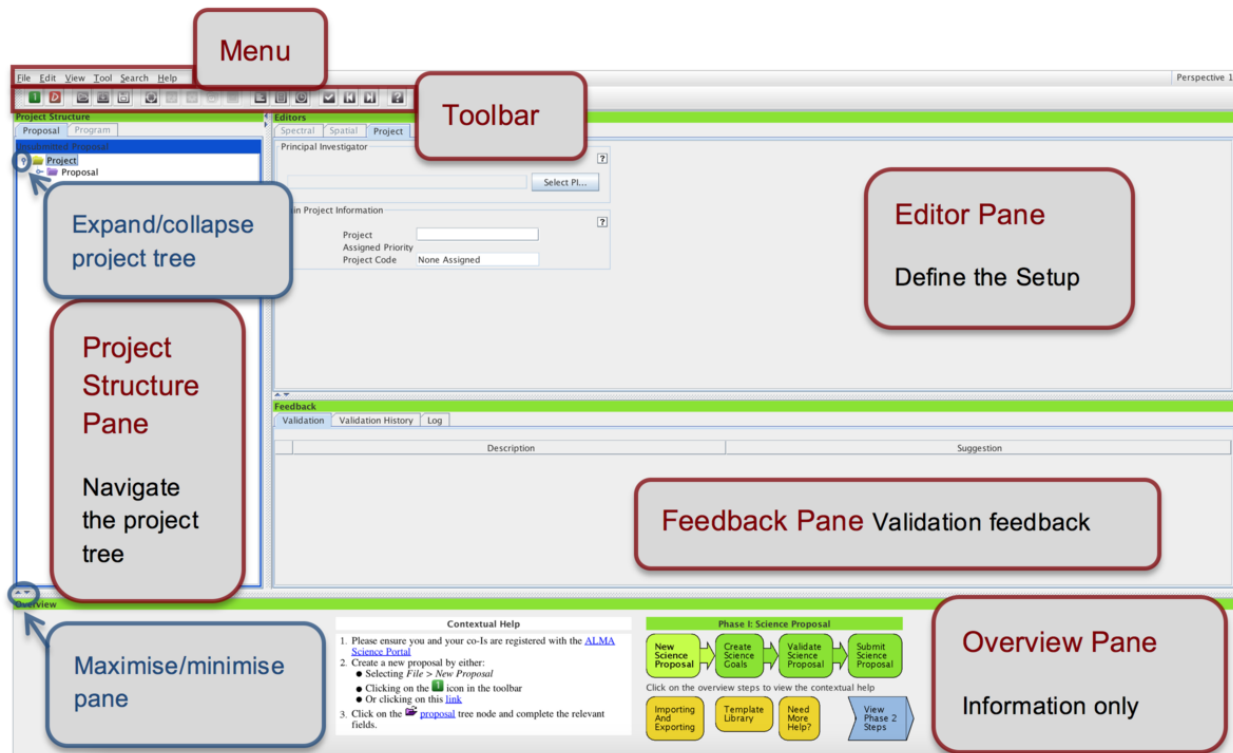 Menu
File Edit View Tool Search Help
Perspective 1
Toolbar
Project Structure
Proposal Program
Unsubmitted Proposal
Project
Proposal
Expand/collapse
project tree
Project
Structure
Pane
Navigate
the project
tree
Editors
Spectral Spatial Project
Principal Investigator
?
Select PI...
in Project Information
?
Project
Assigned Priority
Project Code None Assigned
Editor Pane
Define the Setup
Feedback
Validation Validation History Log
Description Suggestion
Feedback Pane Validation feedback
Overview
Maximise/minimise
pane
Contextual Help
1. Please ensure you and your co-Is are registered with the ALMA
Science Portal
2. Create a new proposal by either:
• Selecting File > New Proposal
• Clicking on the 1 icon in the toolbar
• Or clicking on this link
3. Click on the proposal tree node and complete the relevant
fields.
Phase I: Science Proposal
New
Science
Proposal
Create
Science
Goals
Validate
Science
Proposal
Submit
Science
Proposal
Click on the overview steps to view the contextual help
Importing
And
Exporting
Template
Library
Need
More
Help?
View
Phase 2
Steps
Overview Pane
Information only